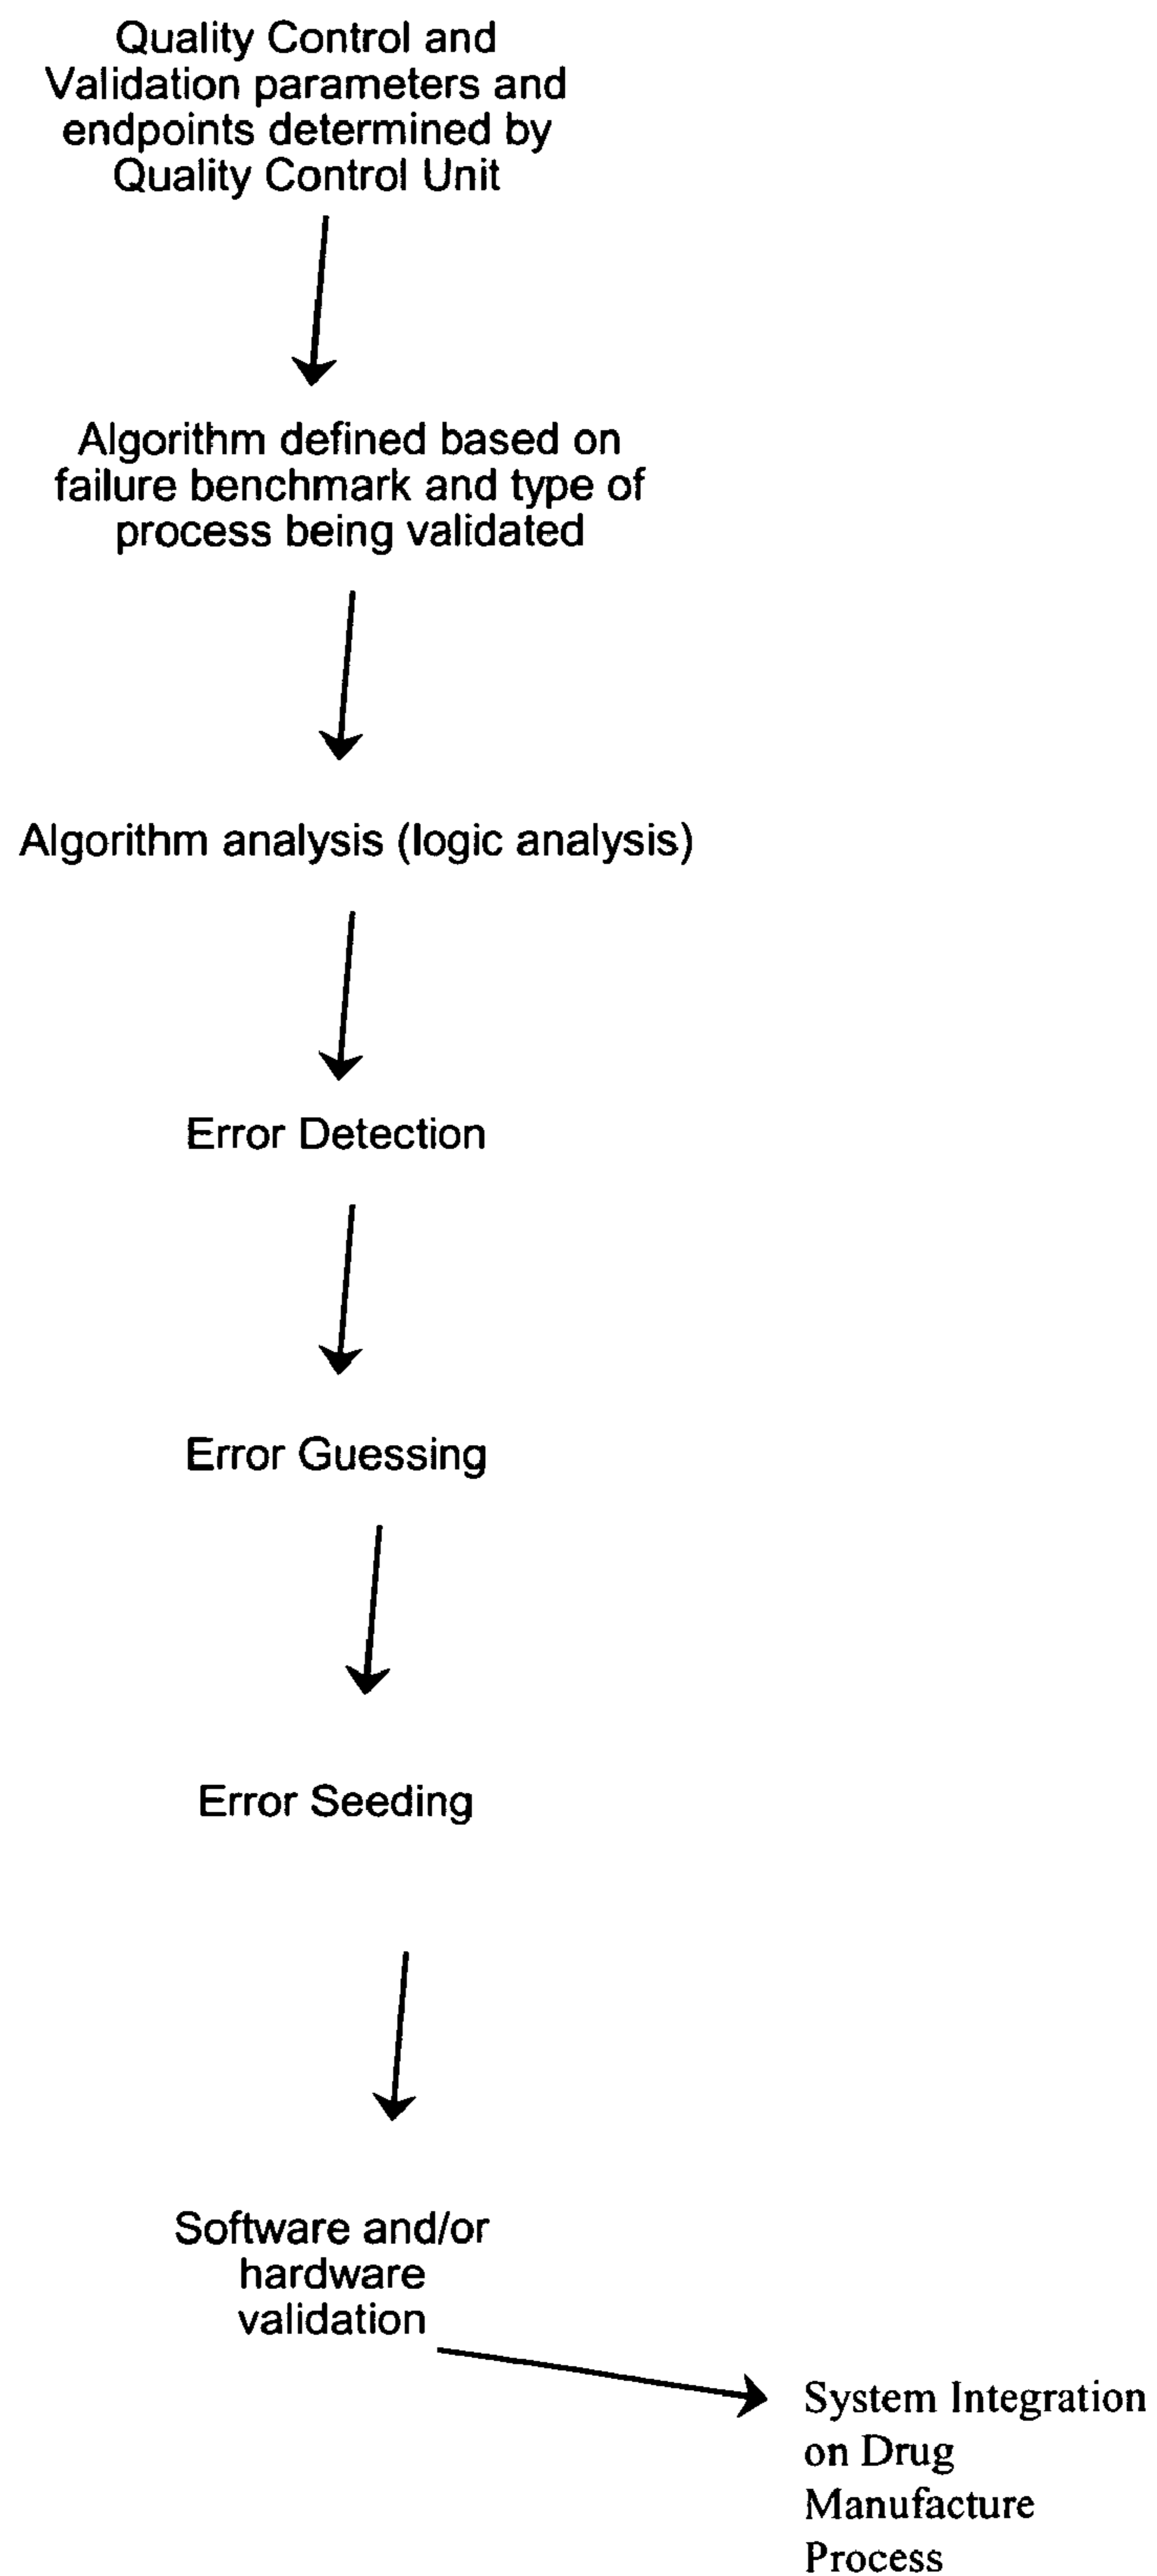 Quality Control and
Validation parameters and
endpoints determined by
Quality Control Unit
Algorithm defined based on
failure benchmark and type of
process being validated
Algorithm analysis (logic analysis)
Error Detection
Error Guessing
Error Seeding
Software and/or
hardware
validation
System Integration
on Drug
Manufacture
Process